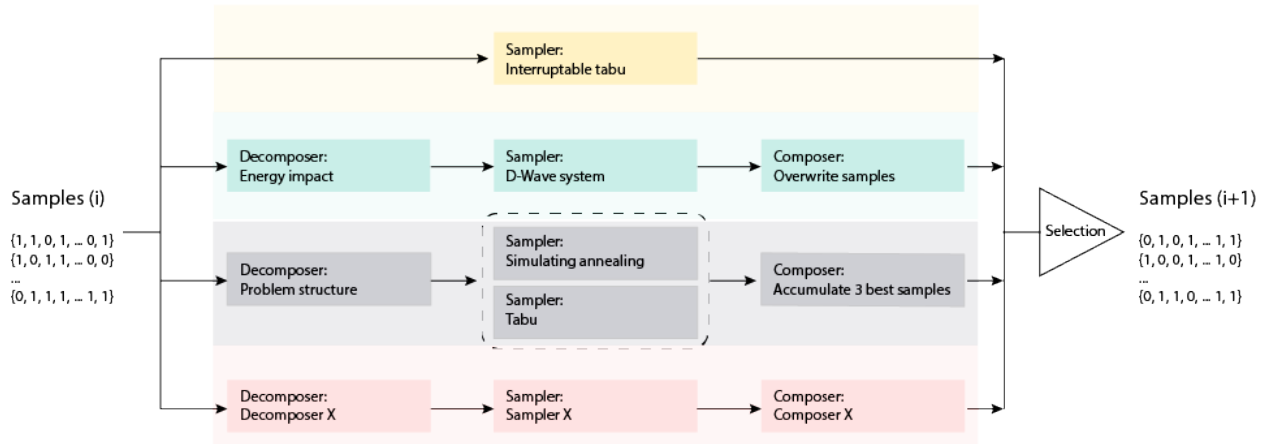 Sampler:
Interruptable tabu
Decomposer:
Energy impact
Sampler:
D-Wave system
Composer:
Overwrite samples
Samples (i)
{1, 1, 0, 1, ... 0, 1}
{1, 0, 1, 1, ... 0, 0}
...
{0, 1, 1, 1, ... 1, 1}
Decomposer:
Problem structure
Sampler:
Simulating annealing
Sampler:
Tabu
Composer:
Accumulate 3 best samples
Decomposer:
Decomposer X
Sampler:
Sampler X
Composer:
Composer X
Selection
Samples (i+1)
{0, 1, 0, 1, ... 1, 1}
{1, 0, 0, 1, ... 1, 0}
...
{0, 1, 1, 0, ... 1, 1}